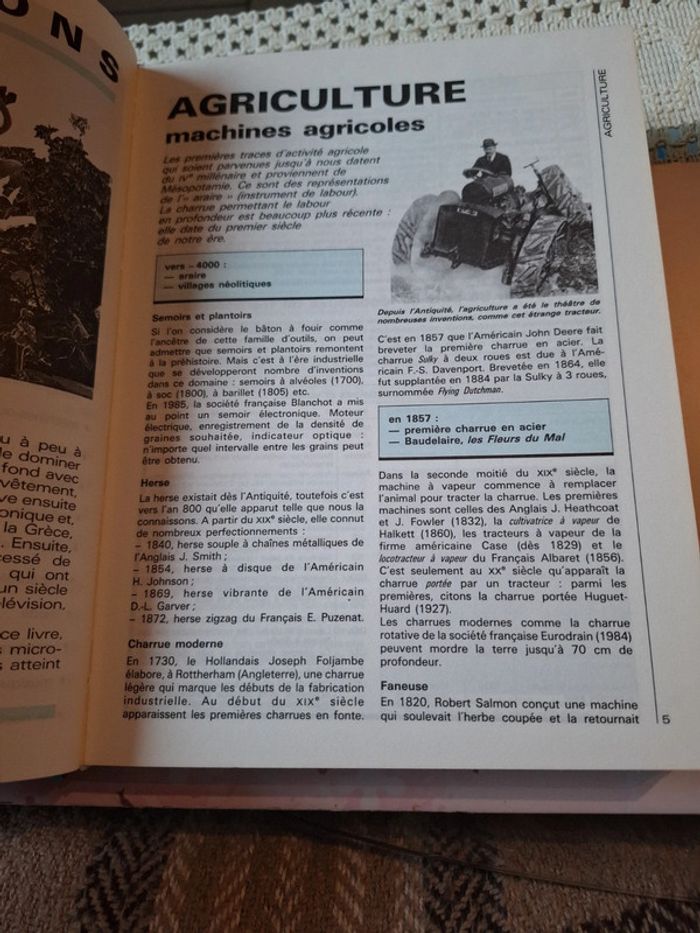 ONS
u à peu à
le dominer
fond avec
vêtement,
ve ensuite
onique et,
la Grèce,
. Ensuite,
cessé de
qui ont
un siècle
lévision,
ce livre,
s micro-
s atteint
AGRICULTURE
machines agricoles
Les premières traces d'activité agricole
qui soient parvenues jusqu'à nous datent
du IVe millénaire et proviennent de
Mésopotamie. Ce sont des représentations
de l'« araire » (instrument de labour).
La charrue permettant le labour
en profondeur est beaucoup plus récente :
elle date du premier siècle
de notre ère.
vers – 4000 :
— araire
— villages néolitiques
Semoirs et plantoirs
Si l'on considère le bâton à fouir comme
l'ancêtre de cette famille d'outils, on peut
admettre que semoirs et plantoirs remontent
à la préhistoire. Mais c'est à l'ère industrielle
que se développeront nombre d'inventions
dans ce domaine : semoirs à alvéoles (1700),
à soc (1800), à barillet (1805) etc.
En 1985, la société française Blanchot a mis
au point un semoir électronique. Moteur
électrique, enregistrement de la densité de
graines souhaitée, indicateur optique :
n'importe quel intervalle entre les grains peut
être obtenu.
Herse
La herse existait dès l'Antiquité, toutefois c'est
vers l'an 800 qu'elle apparut telle que nous la
connaissons. A partir du XIXe siècle, elle connut
de nombreux perfectionnements :
– 1840, herse souple à chaînes métalliques de
l'Anglais J. Smith ;
– 1854, herse à disque de l'Américain
H. Johnson ;
– 1869, herse vibrante de l'Américain
D.-L. Garver ;
– 1872, herse zigzag du Français E. Puzenat.
Charrue moderne
En 1730, le Hollandais Joseph Foljambe
élabore, à Rottherham (Angleterre), une charrue
légère qui marque les débuts de la fabrication
industrielle. Au début du XIXe siècle
apparaissent les premières charrues en fonte.
Depuis l'Antiquité, l'agriculture a été le théâtre de
nombreuses inventions, comme cet étrange tracteur.
C'est en 1857 que l'Américain John Deere fait
breveter la première charrue en acier. La
charrue Sulky à deux roues est due à l'Amé-
ricain F.-S. Davenport. Brevetée en 1864, elle
fut supplantée en 1884 par la Sulky à 3 roues,
surnommée Flying Dutchman.
en 1857 :
— première charrue en acier
— Baudelaire, les Fleurs du Mal
Dans la seconde moitié du XIXe siècle, la
machine à vapeur commence à remplacer
l'animal pour tracter la charrue. Les premières
machines sont celles des Anglais J. Heathcoat
et J. Fowler (1832), la cultivatrice à vapeur de
Halkett (1860), les tracteurs à vapeur de la
firme américaine Case (dès 1829) et le
locotracteur à vapeur du Français Albaret (1856).
C'est seulement au XXe siècle qu'apparaît la
charrue portée par un tracteur : parmi les
premières, citons la charrue portée Huguet-
Huard (1927).
Les charrues modernes comme la charrue
rotative de la société française Eurodrain (1984)
peuvent mordre la terre jusqu'à 70 cm de
profondeur.
Faneuse
En 1820, Robert Salmon conçut une machine
qui soulevait l'herbe coupée et la retournait
AGRICULTURE
5